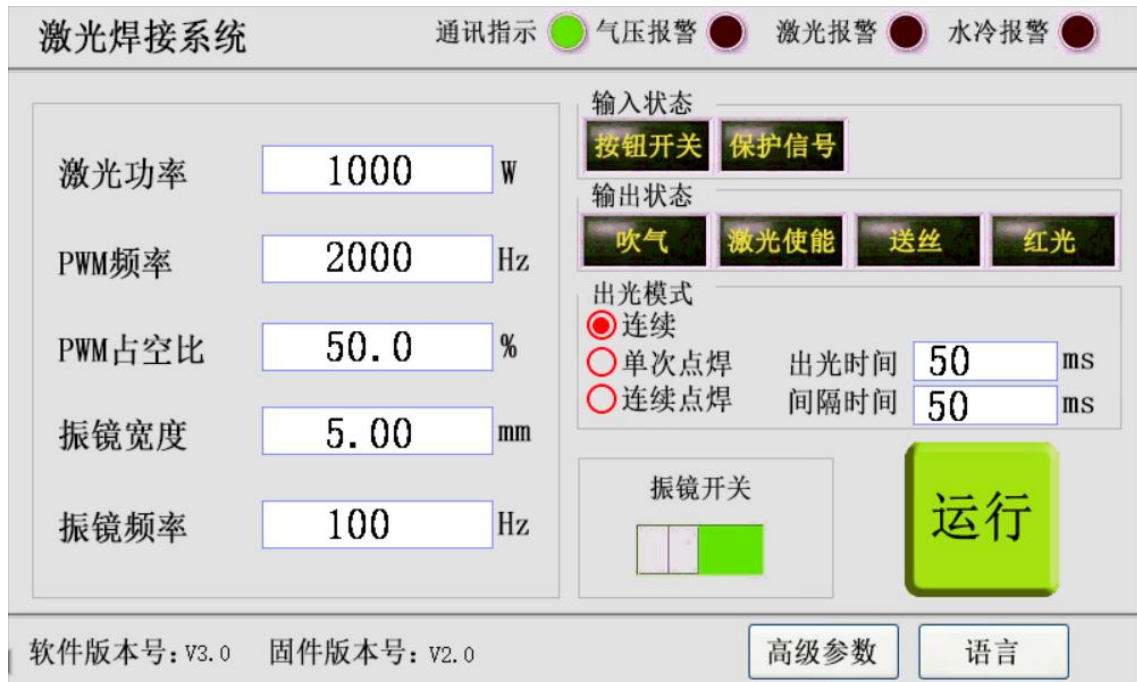 激光焊接系统 通讯指示 气压报警 激光报警 水冷报警
激光功率 1000 W
PWM频率 2000 Hz
PWM占空比 50.0 %
振镜宽度 5.00 mm
振镜频率 100 Hz
输入状态
按钮开关 保护信号
输出状态
吹气 激光使能 送丝 红光
出光模式
连续
单次点焊 出光时间 50 ms
连续点焊 间隔时间 50 ms
振镜开关
运行
软件版本号: V3.0 固件版本号: V2.0 高级参数 语言